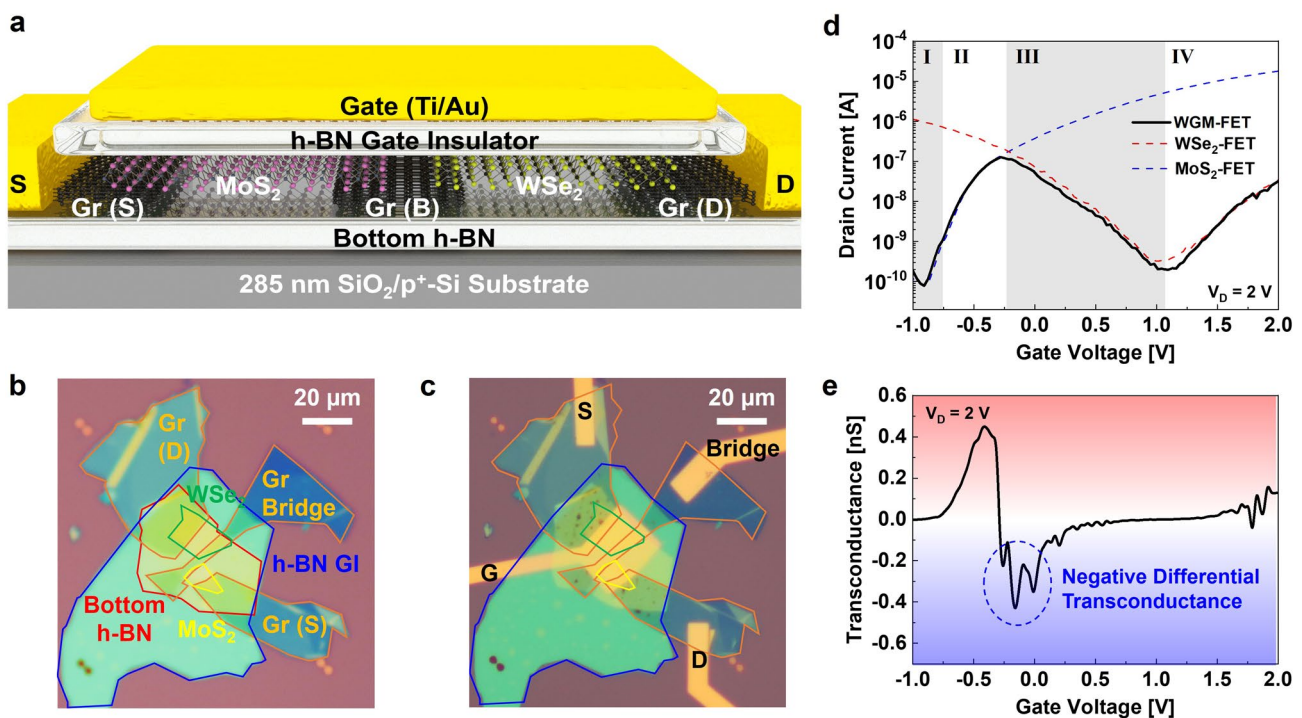 a
Gate (Ti/Au)
h-BN Gate Insulator
S
D
MoS₂
WSe₂
Gr (S)
Gr (B)
Gr (D)
Bottom h-BN
285 nm SiO₂/p⁺-Si Substrate
b
20 µm
Gr
(D)
WSe₂
Gr
Bridge
h-BN GI
Bottom
h-BN
MoS₂
Gr (S)
c
20 µm
S
Bridge
G
D
d
Drain Current [A]
10⁻⁴
10⁻⁵
10⁻⁶
10⁻⁷
10⁻⁸
10⁻⁹
10⁻¹⁰
I
II
III
IV
WGM-FET
WSe₂-FET
MoS₂-FET
V_D = 2 V
-1.0
-0.5
0.0
0.5
1.0
1.5
2.0
Gate Voltage [V]
e
Transconductance [nS]
0.6
0.4
0.2
0.0
-0.2
-0.4
-0.6
V_D = 2 V
Negative Differential
Transconductance
-1.0
-0.5
0.0
0.5
1.0
1.5
2.0
Gate Voltage [V]